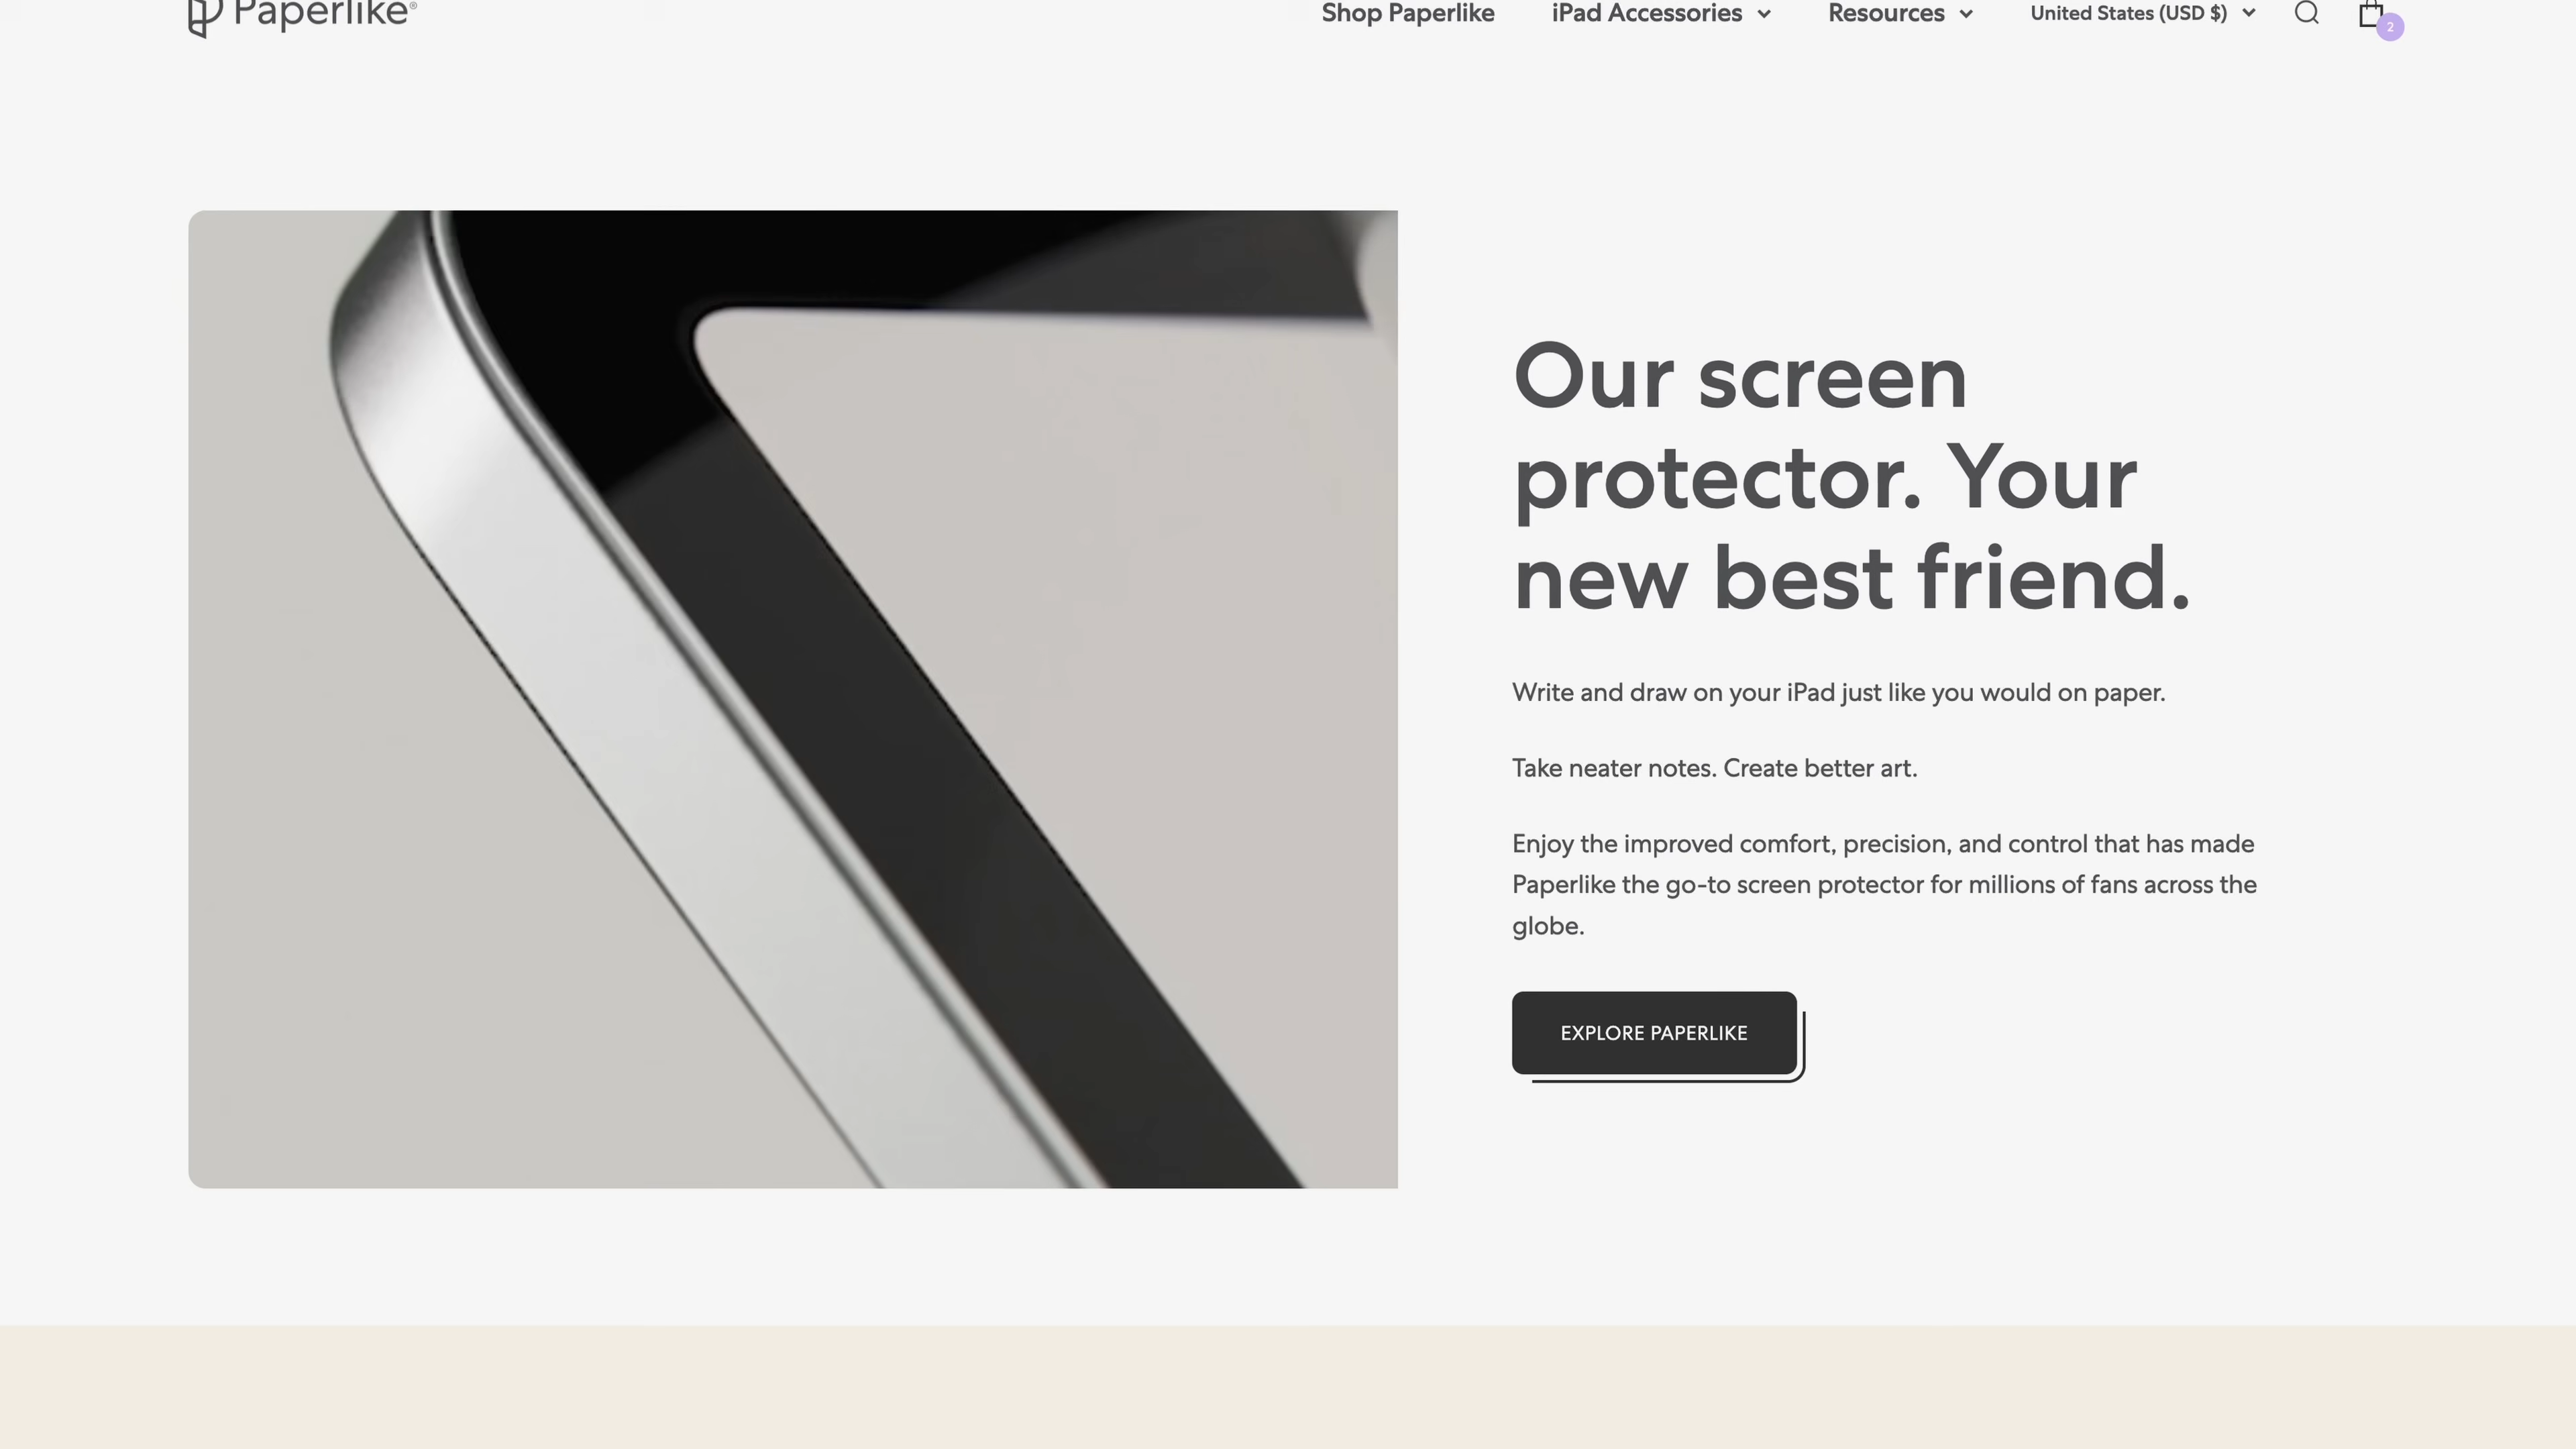 Paperlike®
Shop Paperlike
iPad Accessories
Resources
United States (USD $)
2
Our screen
protector. Your
new best friend.
Write and draw on your iPad just like you would on paper.
Take neater notes. Create better art.
Enjoy the improved comfort, precision, and control that has made
Paperlike the go-to screen protector for millions of fans across the
globe.
EXPLORE PAPERLIKE